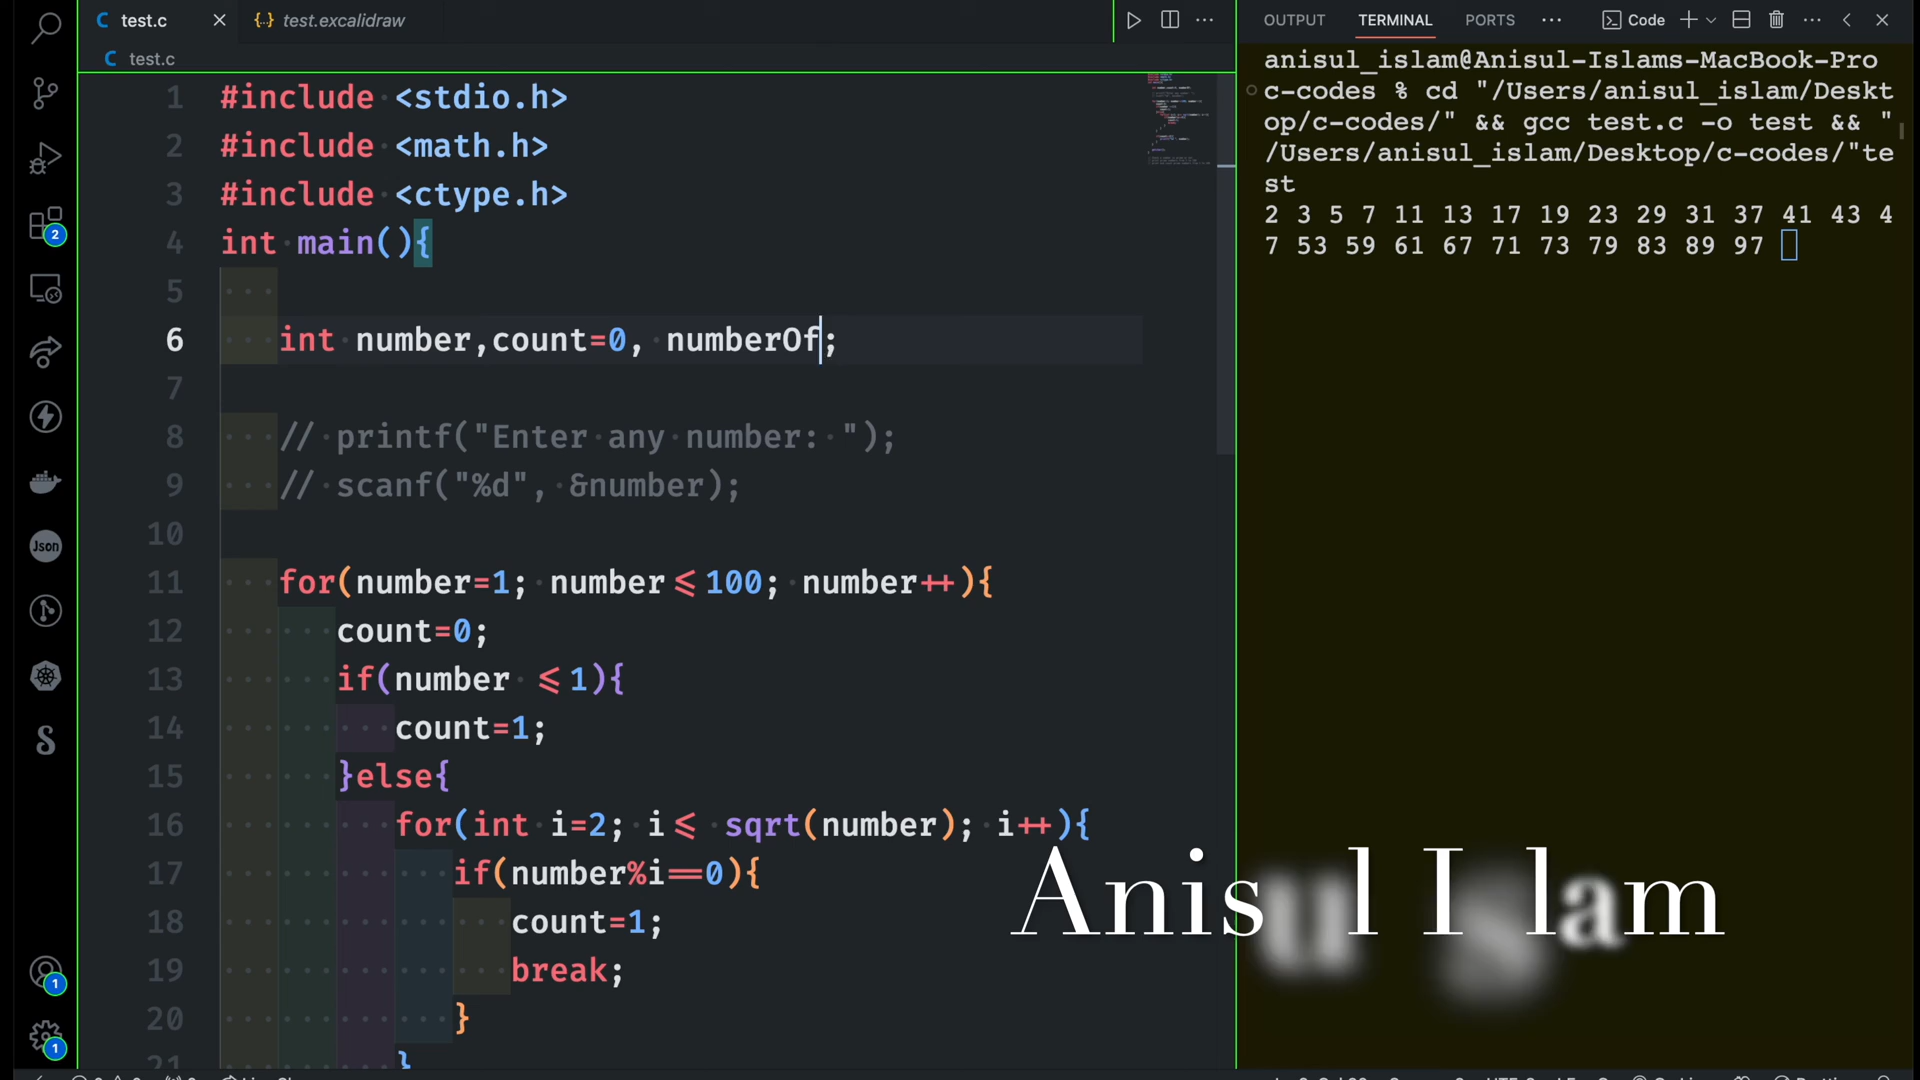 test.c
test.excalidraw
test.c
OUTPUT TERMINAL PORTS
Code
1 #include <stdio.h>
2 #include <math.h>
3 #include <ctype.h>
4 int main(){
5
6 int number,count=0, numberOf;
7
8 // printf("Enter any number: ");
9 // scanf("%d", &number);
10
11 for(number=1; number<=100; number++){
12 count=0;
13 if(number <=1){
14 count=1;
15 }else{
16 for(int i=2; i<= sqrt(number); i++){
17 if(number%i==0){
18 count=1;
19 break;
20 }
21 }
anisul_islam@Anisul-Islams-MacBook-Pro
c-codes % cd "/Users/anisul_islam/Deskt
op/c-codes/" && gcc test.c -o test && "
/Users/anisul_islam/Desktop/c-codes/"te
st
2 3 5 7 11 13 17 19 23 29 31 37 41 43 4
7 53 59 61 67 71 73 79 83 89 97
2
Json
1
1
Anisul Islam